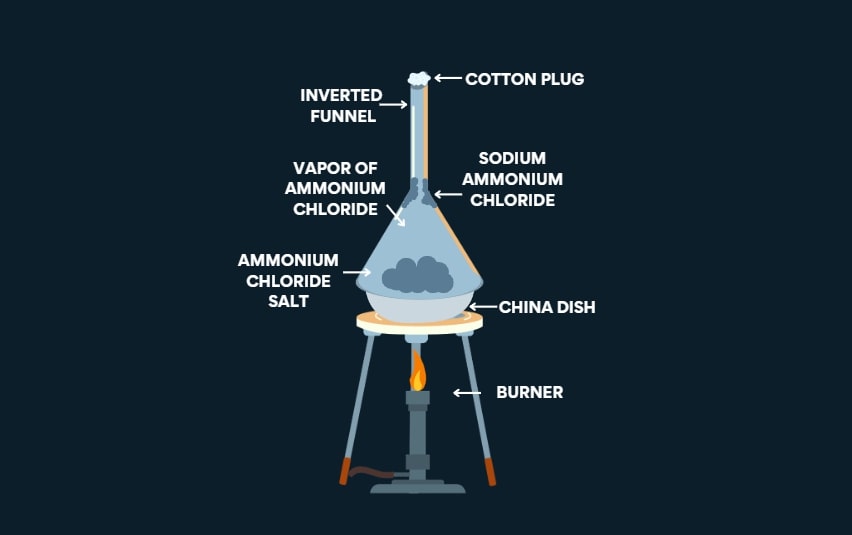 COTTON PLUG
INVERTED
FUNNEL
SODIUM
AMMONIUM
CHLORIDE
VAPOR OF
AMMONIUM
CHLORIDE
AMMONIUM
CHLORIDE
SALT
CHINA DISH
BURNER